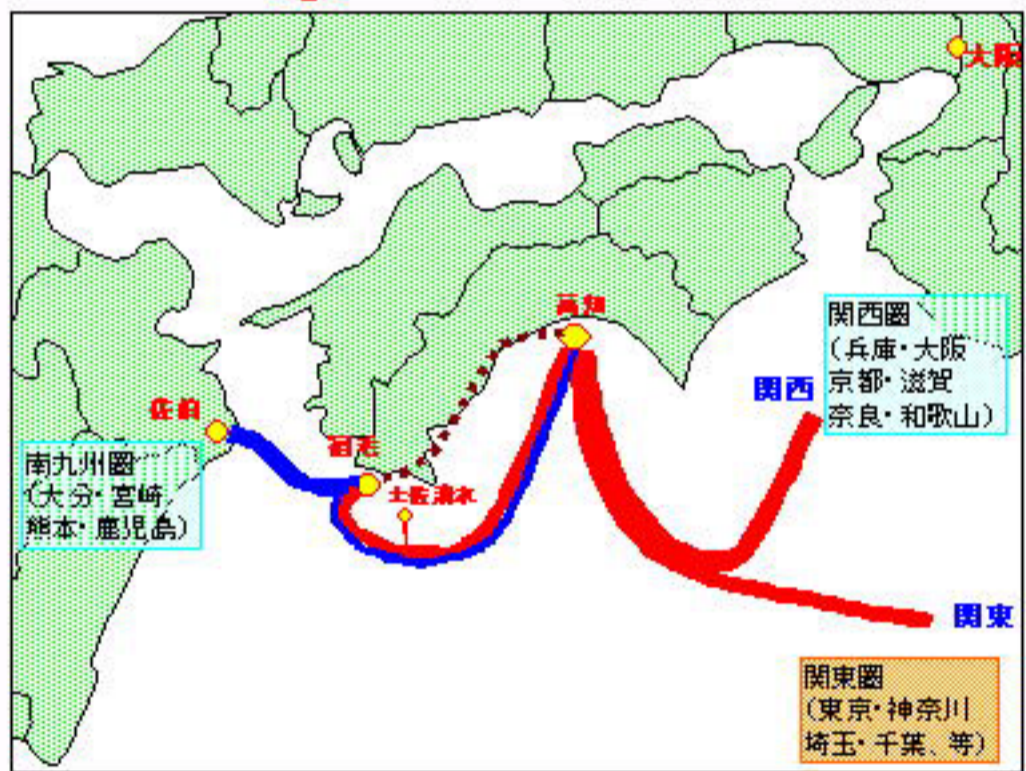 大阪
高知
関西圏
(兵庫・大阪
京都・滋賀
奈良・和歌山)
関西
佐伯
宿毛
南九州圏
(大分・宮崎
熊本・鹿児島)
土佐清水
関東
関東圏
(東京・神奈川
埼玉・千葉、等)